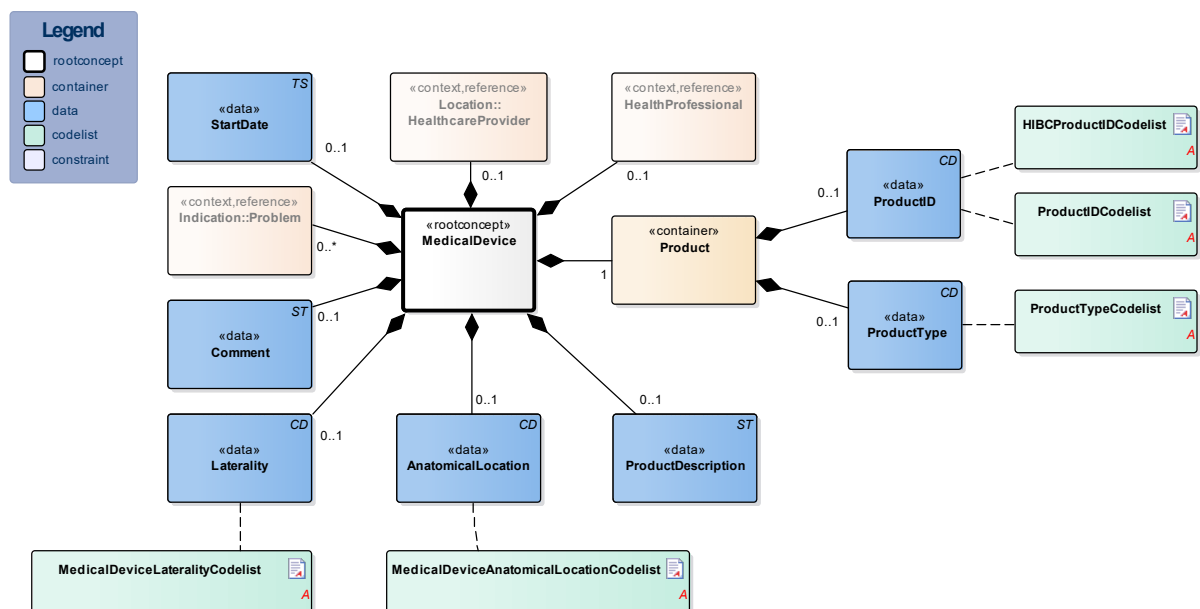 Legend
rootconcept
container
data
codelist
constraint
TS
«data»
StartDate
0..1
«context,reference»
Location::
HealthcareProvider
0..1
«context,reference»
HealthProfessional
0..1
«context,reference»
Indication::Problem
0..*
«rootconcept»
MedicalDevice
«container»
Product
1
CD
«data»
ProductID
0..1
HIBCProductIDCodelist
A
ProductIDCodelist
A
CD
«data»
ProductType
0..1
ProductTypeCodelist
A
ST
«data»
Comment
0..1
CD
«data»
Laterality
0..1
CD
«data»
AnatomicalLocation
0..1
ST
«data»
ProductDescription
0..1
MedicalDeviceLateralityCodelist
A
MedicalDeviceAnatomicalLocationCodelist
A